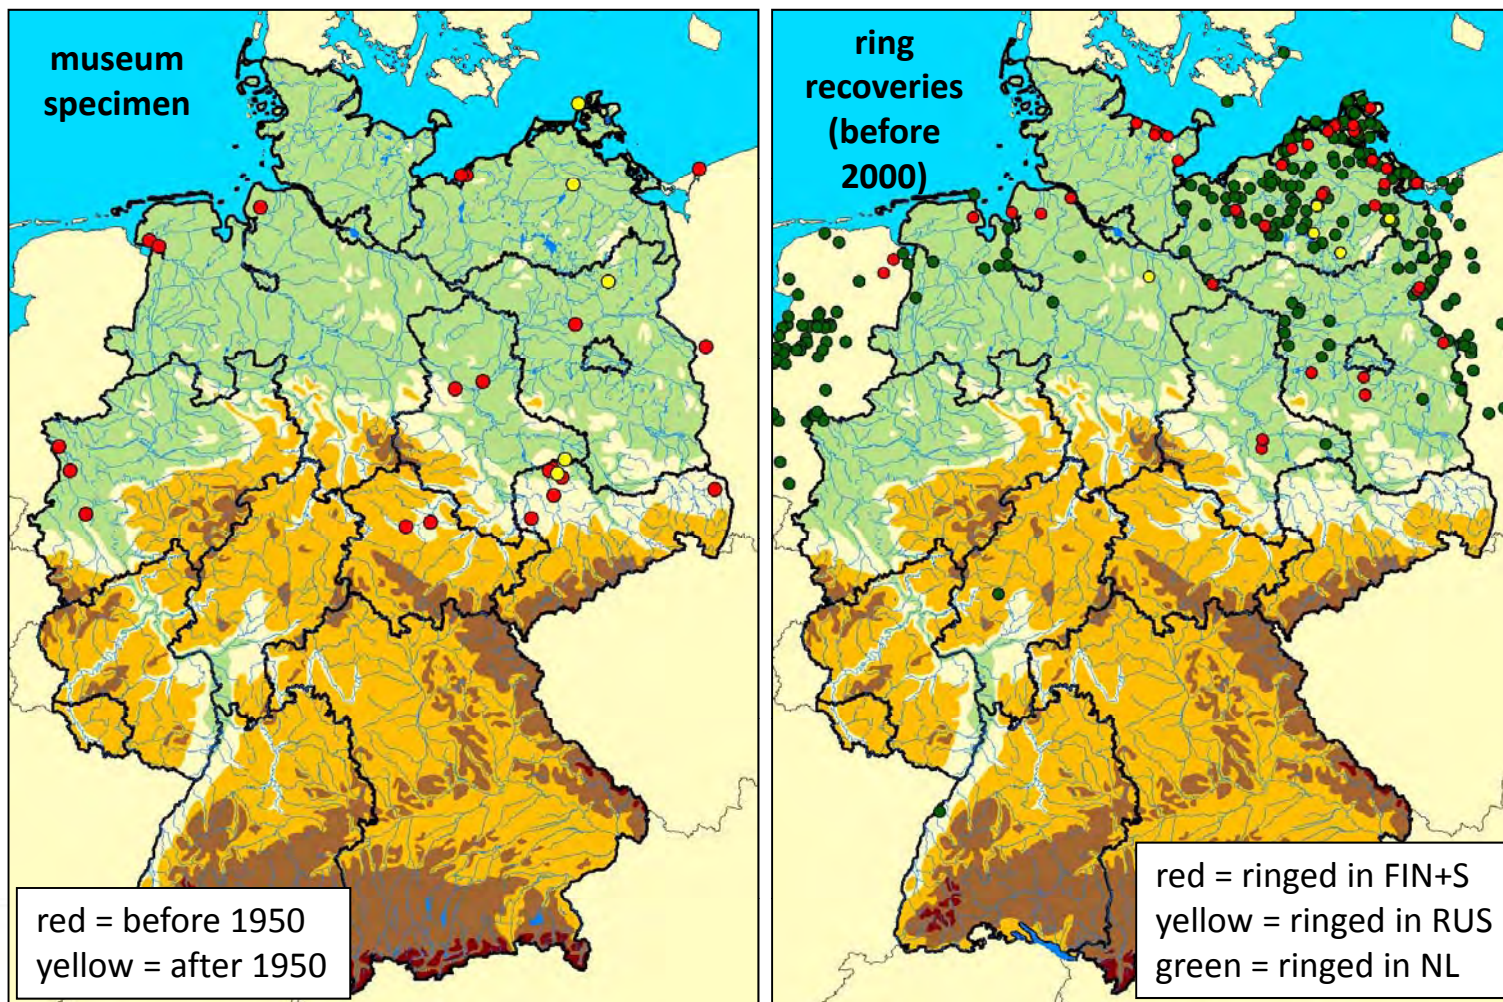 museum
specimen
red = before 1950
yellow = after 1950
ring
recoveries
(before
2000)
red = ringed in FIN+S
yellow = ringed in RUS
green = ringed in NL